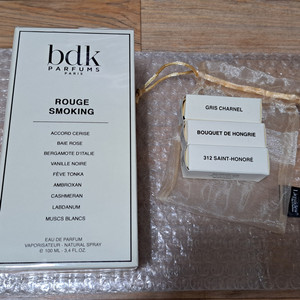 bdk
PARFUMS
PARIS
ROUGE
SMOKING
ACCORD CERISE
BAIE ROSE
BERGAMOTE D'ITALIE
VANILLE NOIRE
FÈVE TONKA
AMBROXAN
CASHMERAN
LABDANUM
MUSCS BLANCS
EAU DE PARFUM
VAPORISATEUR / NATURAL SPRAY
℮ 100 ML - 3.4 FL.OZ
GRIS CHARNEL
BOUQUET DE HONGRIE
312 SAINT-HONORÉ